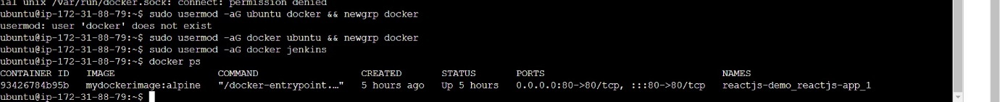 ial unix /var/run/docker.sock: connect: permission denied
ubuntu@ip-172-31-88-79:~$ sudo usermod -aG ubuntu docker && newgrp docker
usermod: user 'docker' does not exist
ubuntu@ip-172-31-88-79:~$ sudo usermod -aG docker ubuntu && newgrp docker
ubuntu@ip-172-31-88-79:~$ sudo usermod -aG docker jenkins
ubuntu@ip-172-31-88-79:~$ docker ps
CONTAINER ID   IMAGE                  COMMAND                  CREATED       STATUS       PORTS                               NAMES
93426784b95b   mydockerimage:alpine   "/docker-entrypoint.…"   5 hours ago   Up 5 hours   0.0.0.0:80->80/tcp, :::80->80/tcp   reactjs-demo_reactjs-app_1
ubuntu@ip-172-31-88-79:~$